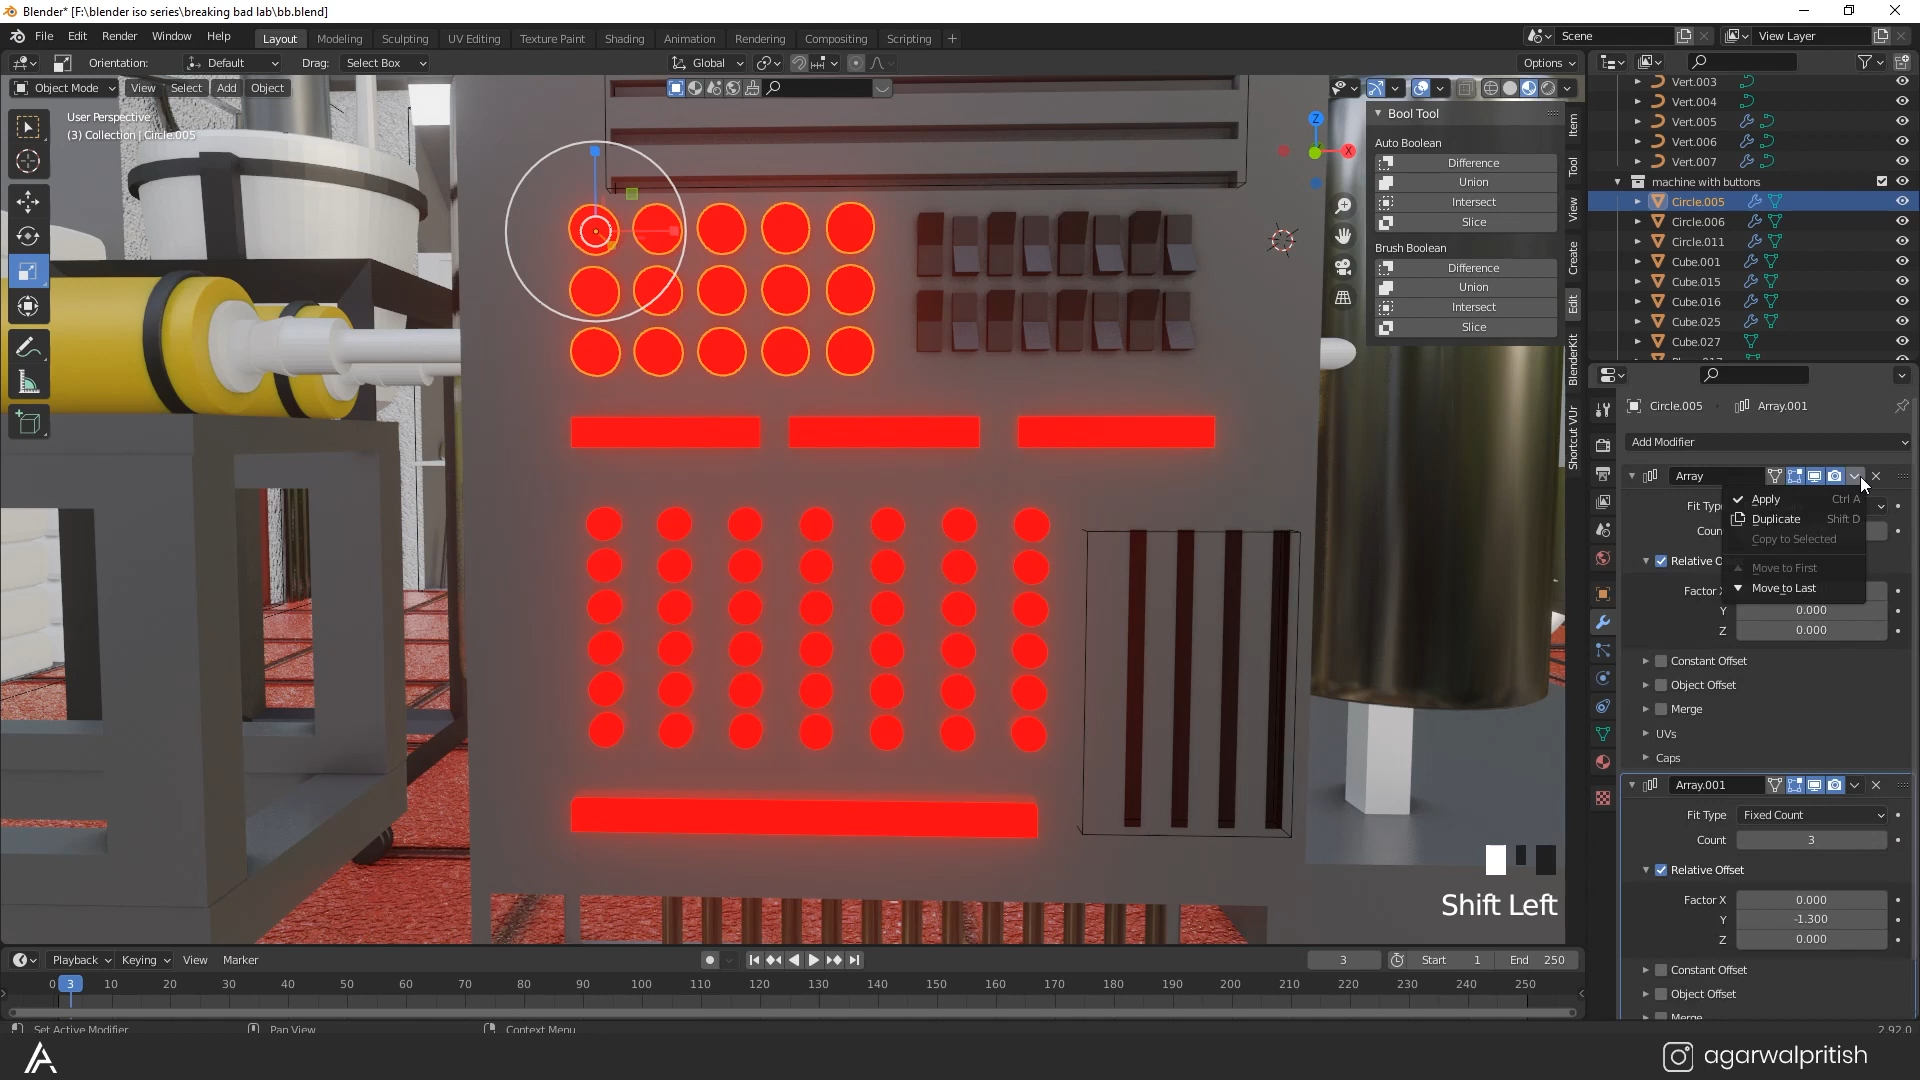 Blender* [F:\blender iso series\breaking bad lab\bb.blend]
File Edit Render Window Help
Layout Modeling Sculpting UV Editing Texture Paint Shading Animation Rendering Compositing Scripting +
Scene
View Layer
Orientation: Default Drag: Select Box
Global
Options
Object Mode View Select Add Object
User Perspective
(3) Collection | Circle.005
Z
X
Bool Tool
Auto Boolean
Difference
Union
Intersect
Slice
Brush Boolean
Difference
Union
Intersect
Slice
Item
Tool
View
Create
Edit
BlenderKit
Shortcut VUr
Vert.003
Vert.004
Vert.005
Vert.006
Vert.007
machine with buttons
Circle.005
Circle.006
Circle.011
Cube.001
Cube.015
Cube.016
Cube.025
Cube.027
Circle.005 Array.001
Add Modifier
Array
Apply Ctrl A
Duplicate Shift D
Copy to Selected
Move to First
Move to Last
Fit Typ
Coun
Relative O
Factor
Y 0.000
Z 0.000
Constant Offset
Object Offset
Merge
UVs
Caps
Array.001
Fit Type Fixed Count
Count 3
Relative Offset
Factor X 0.000
Y -1.300
Z 0.000
Constant Offset
Object Offset
Merge
Shift Left
Playback Keying View Marker
3 Start 1 End 250
0 3 10 20 30 40 50 60 70 80 90 100 110 120 130 140 150 160 170 180 190 200 210 220 230 240 250
Set Active Modifier Pan View Context Menu
2.92.0
agarwalpritish